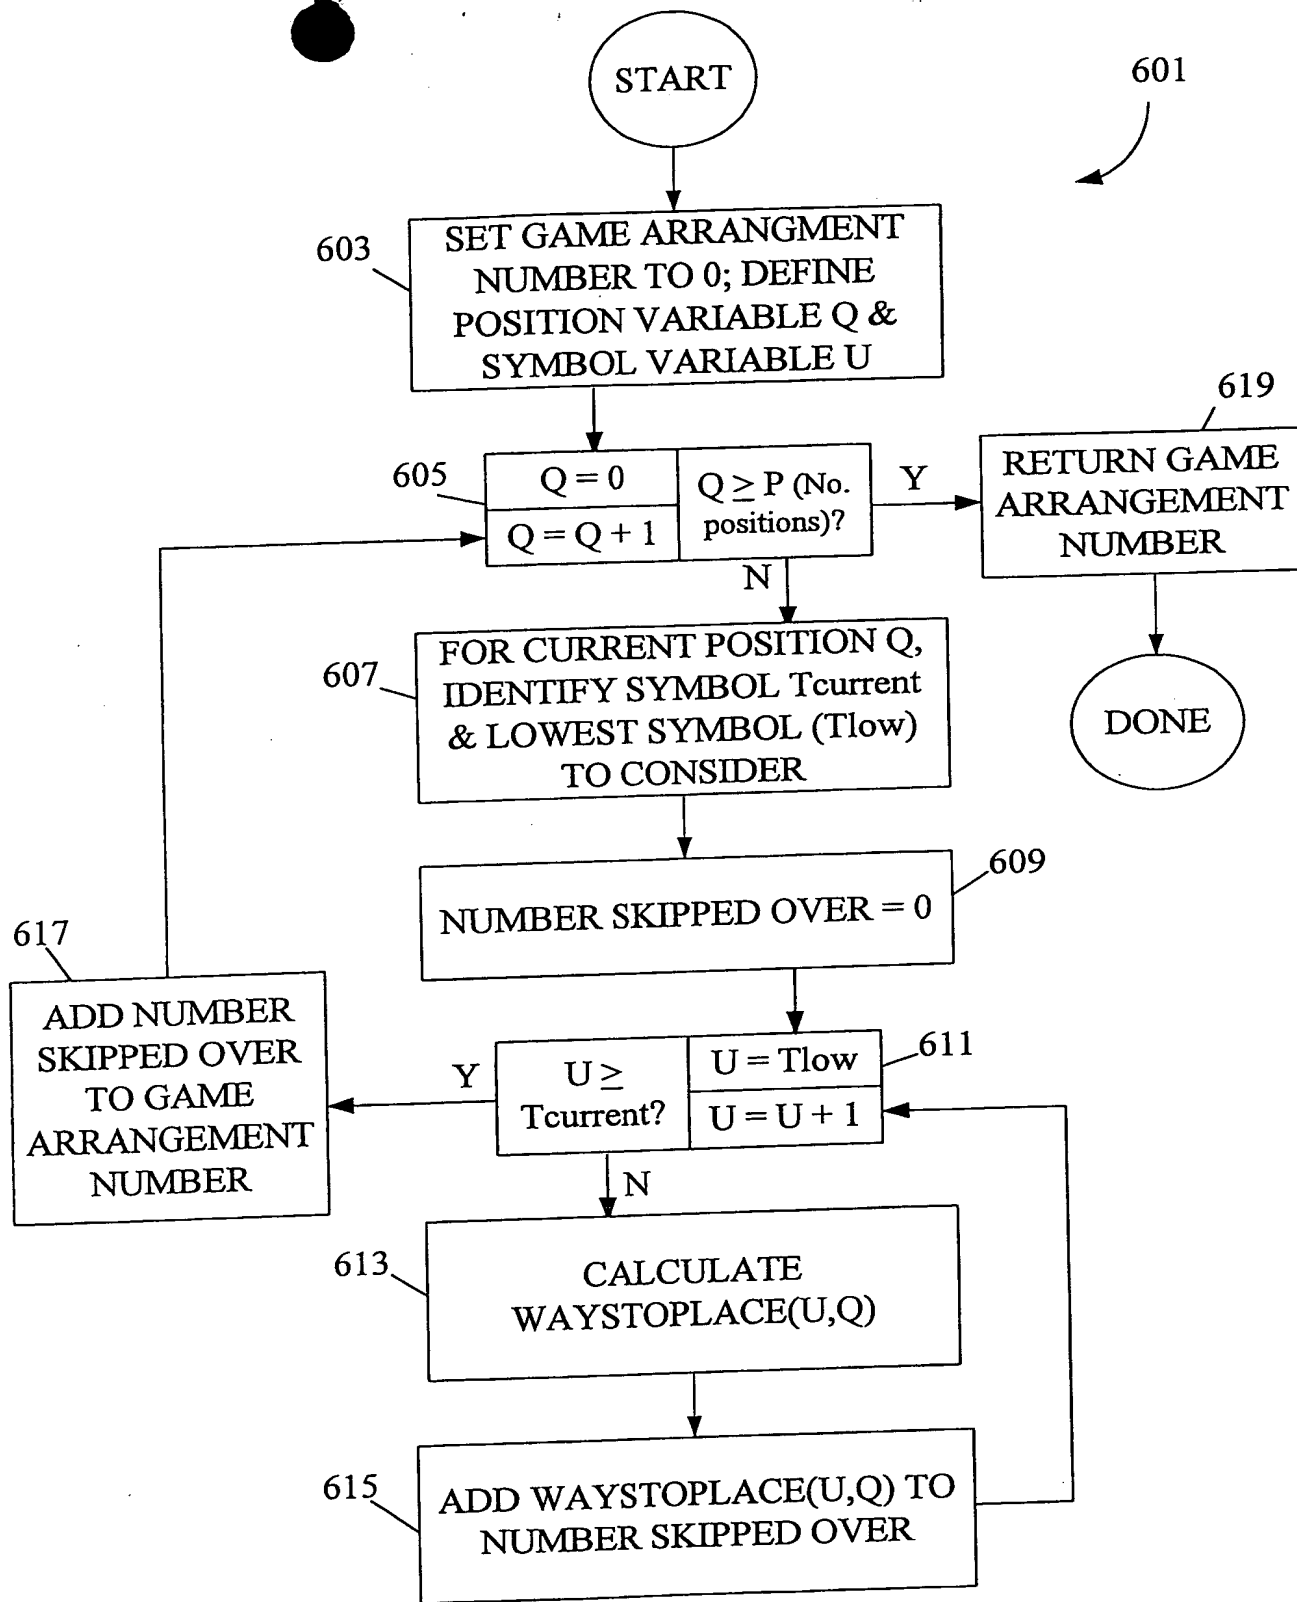 START
601
603
SET GAME ARRANGMENT
NUMBER TO 0; DEFINE
POSITION VARIABLE Q &
SYMBOL VARIABLE U
619
605
Q = 0
Q = Q + 1
Q ≥ P (No.
positions)?
Y
RETURN GAME
ARRANGEMENT
NUMBER
N
607
FOR CURRENT POSITION Q,
IDENTIFY SYMBOL Tcurrent
& LOWEST SYMBOL (Tlow)
TO CONSIDER
DONE
609
NUMBER SKIPPED OVER = 0
617
ADD NUMBER
SKIPPED OVER
TO GAME
ARRANGEMENT
NUMBER
Y
U ≥
Tcurrent?
U = Tlow
U = U + 1
611
N
613
CALCULATE
WAYSTOPLACE(U,Q)
615
ADD WAYSTOPLACE(U,Q) TO
NUMBER SKIPPED OVER